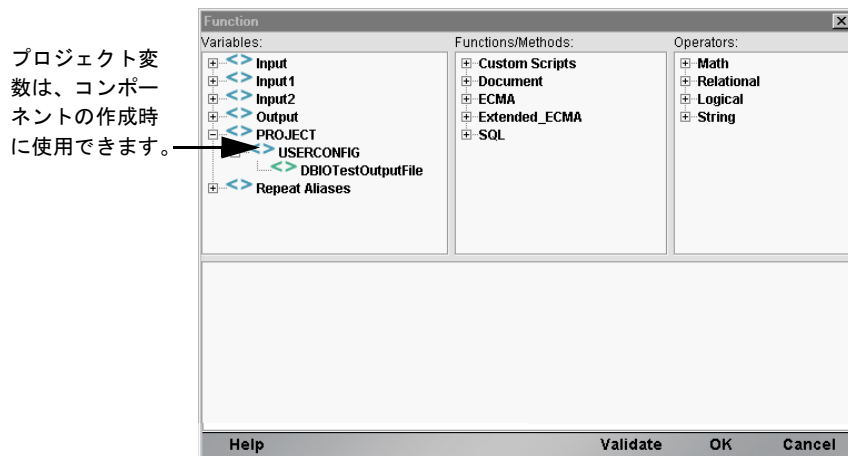 Function
プロジェクト変
数は、コンポー
ネントの作成時
に使用できます。
Variables:
Input
Input1
Input2
Output
PROJECT
USERCONFIG
DBIOTestOutputFile
Repeat Aliases
Functions/Methods:
Custom Scripts
Document
ECMA
Extended_ECMA
SQL
Operators:
Math
Relational
Logical
String
Help
Validate
OK
Cancel